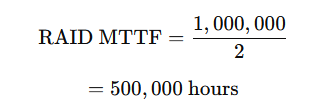 RAID MTTF = 1,000,000 / 2
= 500,000 hours